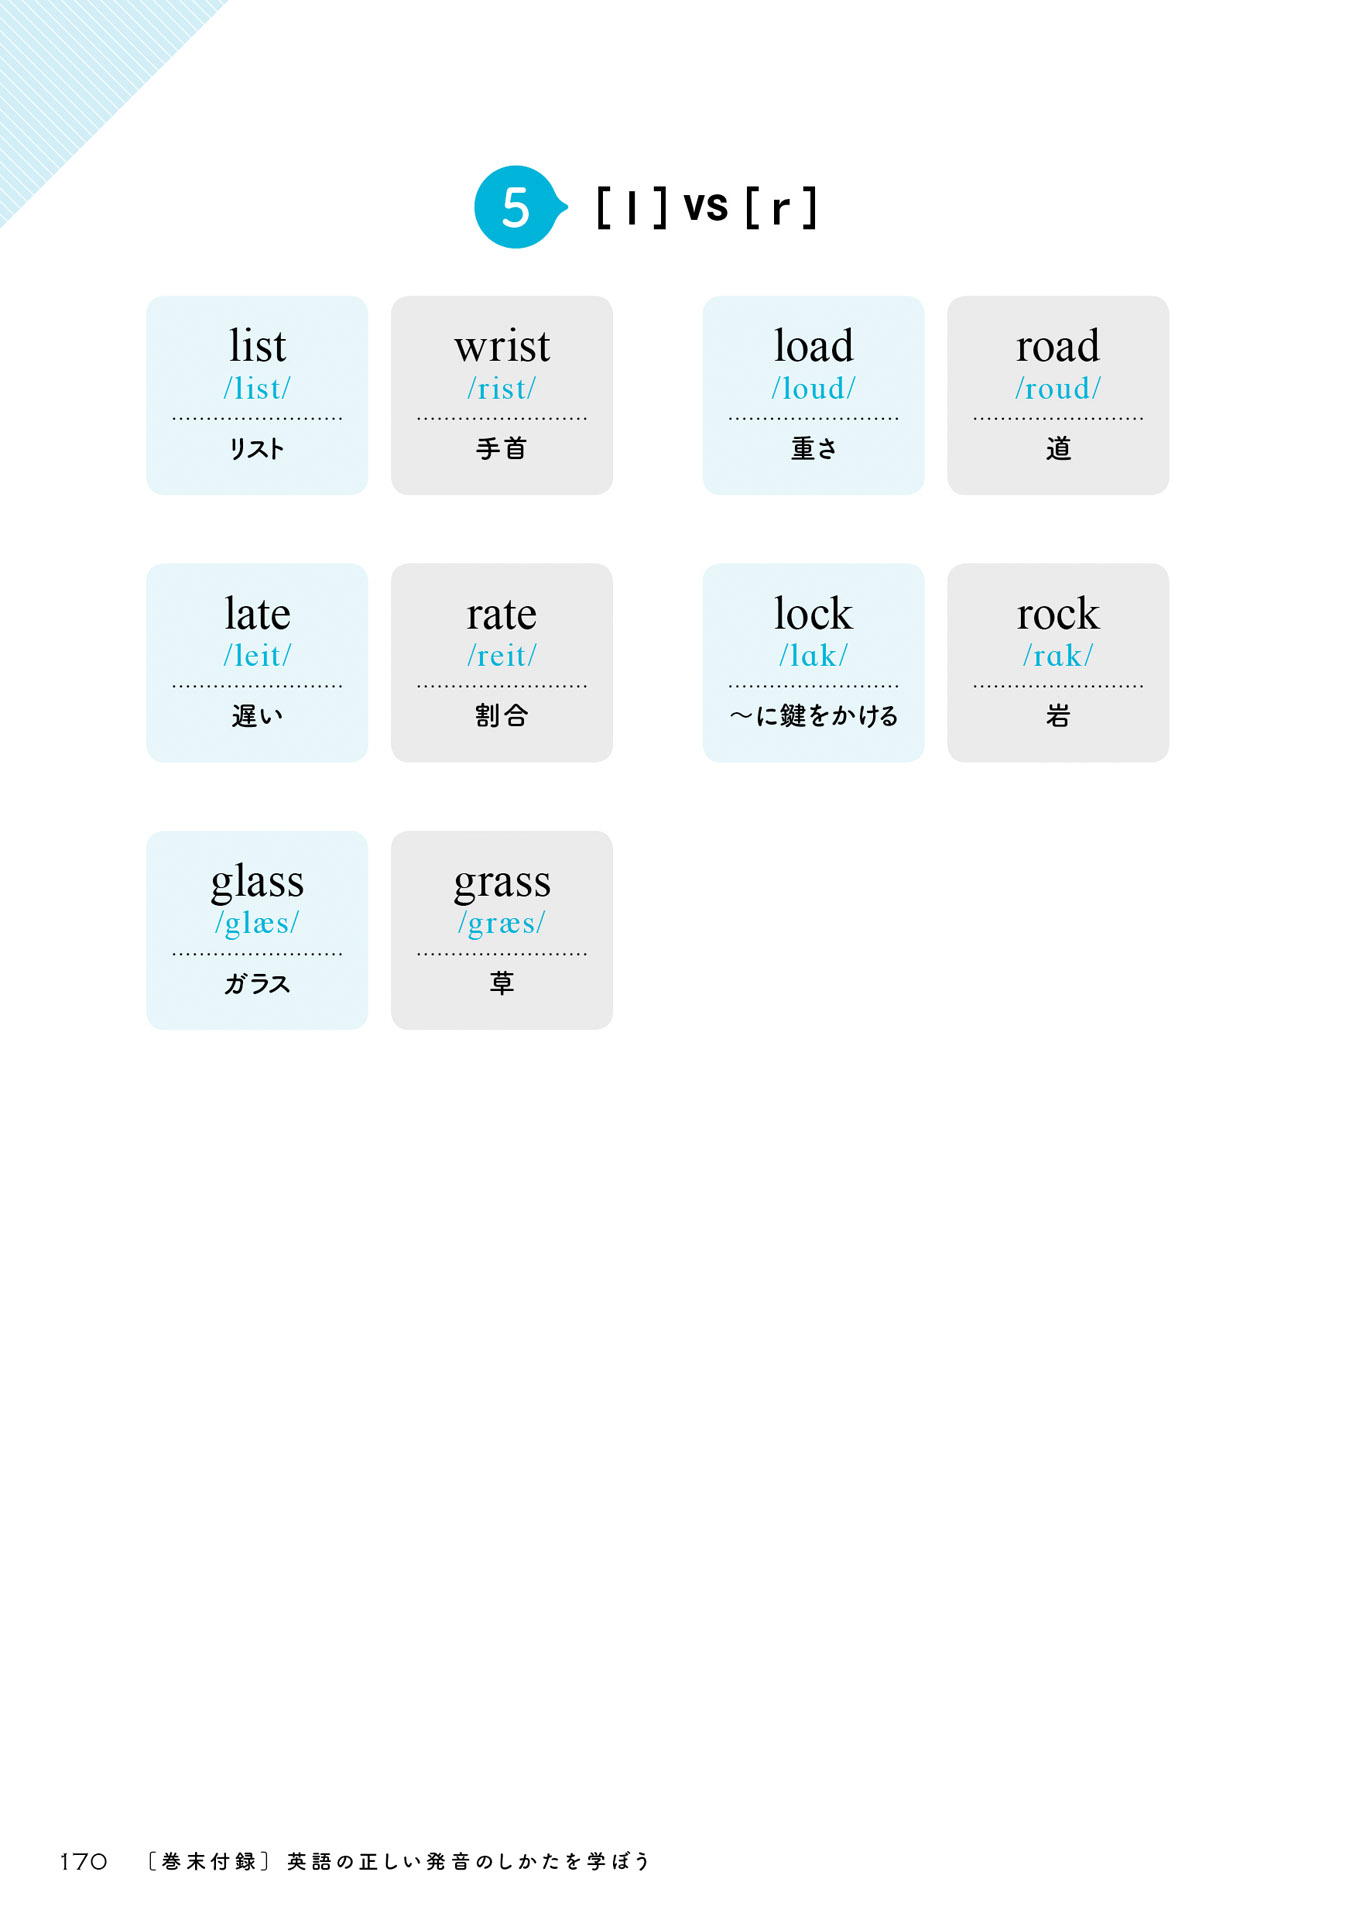 5 [ l ] vs [ r ]
list
/list/
リスト
wrist
/rist/
手首
load
/loud/
重さ
road
/roud/
道
late
/leit/
遅い
rate
/reit/
割合
lock
/lɑk/
～に鍵をかける
rock
/rɑk/
岩
glass
/glæs/
ガラス
grass
/græs/
草
170 ［巻末付録］ 英語の正しい発音のしかたを学ぼう